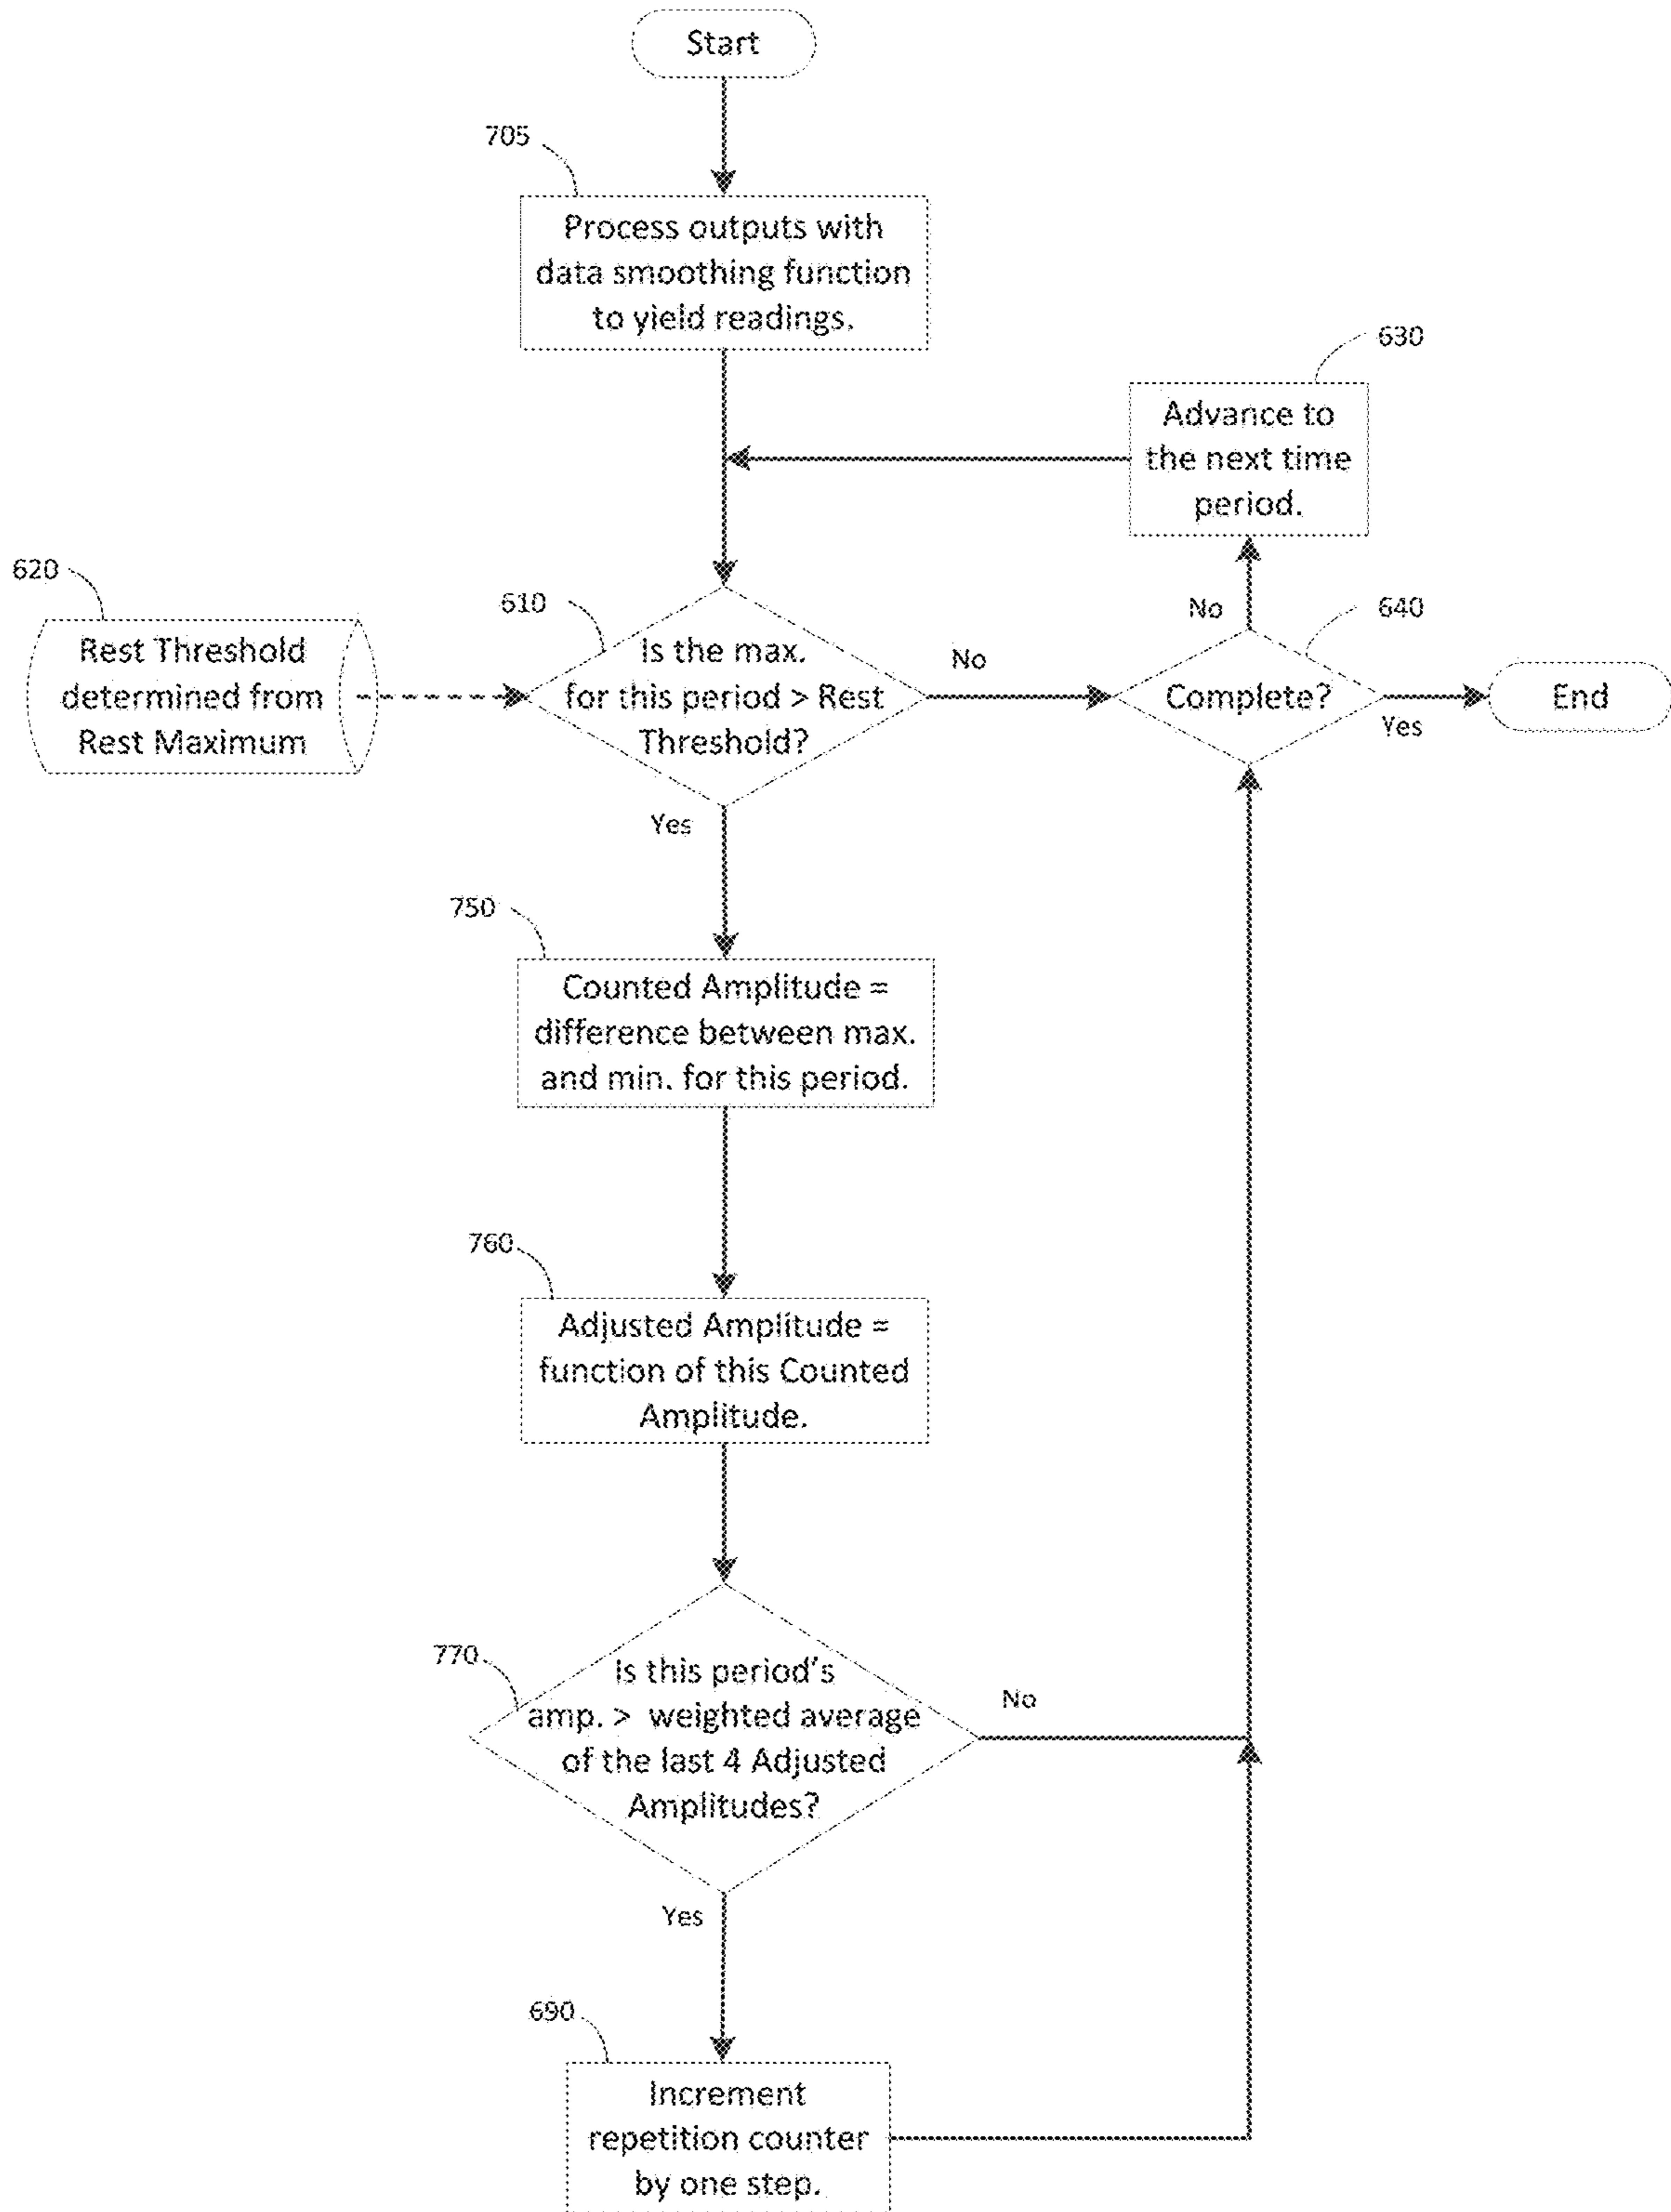 Start
705
Process outputs with
data smoothing function
to yield readings.
630
Advance to
the next time
period.
620
Rest Threshold
determined from
Rest Maximum
610
Is the max.
for this period > Rest
Threshold?
No
No
640
Complete?
Yes
End
Yes
750
Counted Amplitude =
difference between max.
and min. for this period.
760
Adjusted Amplitude =
function of this Counted
Amplitude.
770
Is this period's
amp. > weighted average
of the last 4 Adjusted
Amplitudes?
No
Yes
690
Increment
repetition counter
by one step.